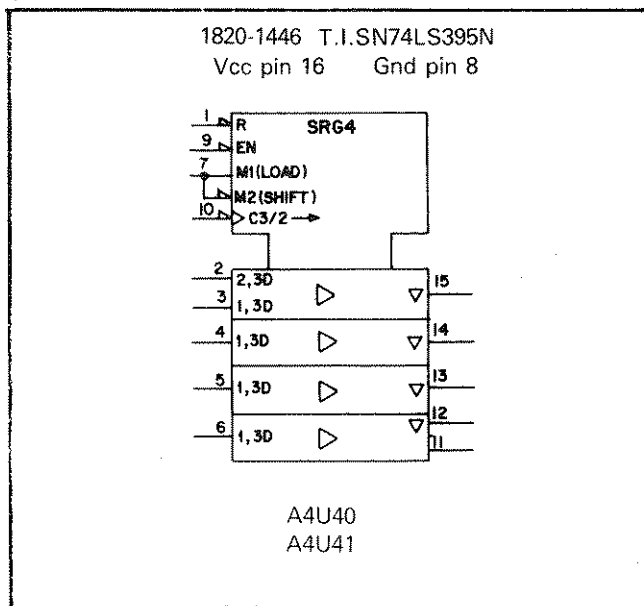 1820-1446 T.I.SN74LS395N
Vcc pin 16 Gnd pin 8
1 R SRG4
9 EN
7 M1(LOAD)
M2(SHIFT)
10 C3/2
2 2,3D 15
3 1,3D
4 1,3D 14
5 1,3D 13
12
6 1,3D 11
A4U40
A4U41